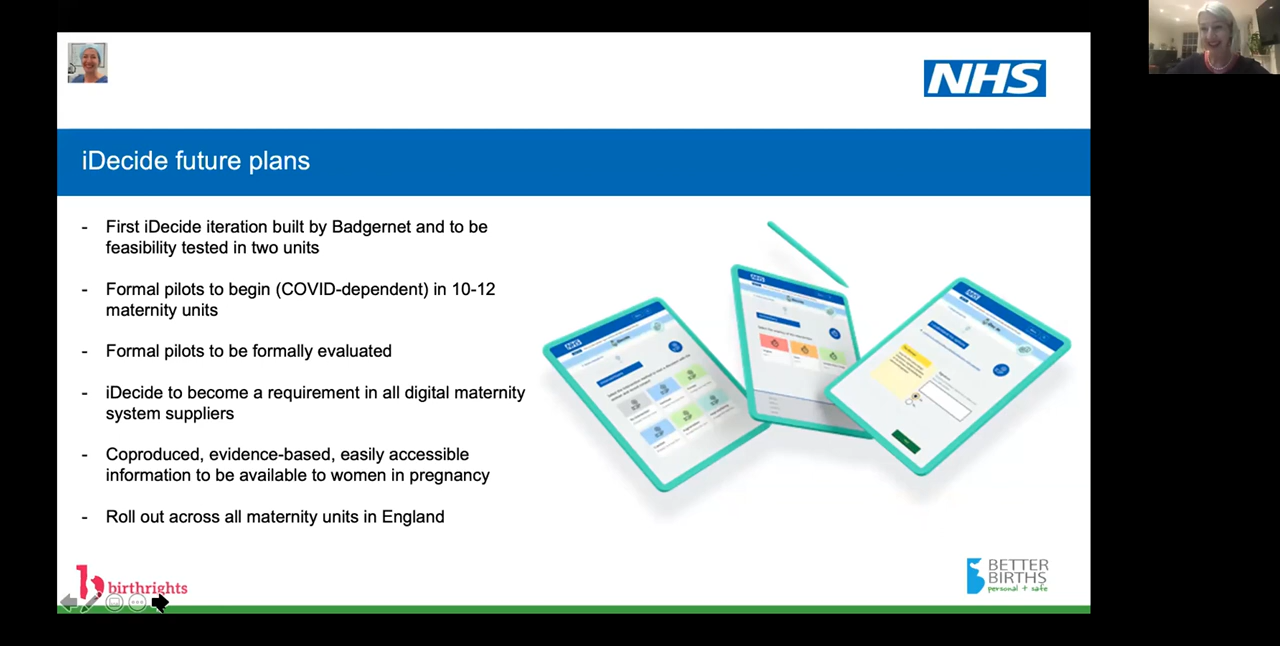 NHS
iDecide future plans
- First iDecide iteration built by Badgernet and to be
feasibility tested in two units
- Formal pilots to begin (COVID-dependent) in 10-12
maternity units
- Formal pilots to be formally evaluated
- iDecide to become a requirement in all digital maternity
system suppliers
- Coproduced, evidence-based, easily accessible
information to be available to women in pregnancy
- Roll out across all maternity units in England
NHS
NHS
NHS
birthrights
BETTER
BIRTHS
personal + safe